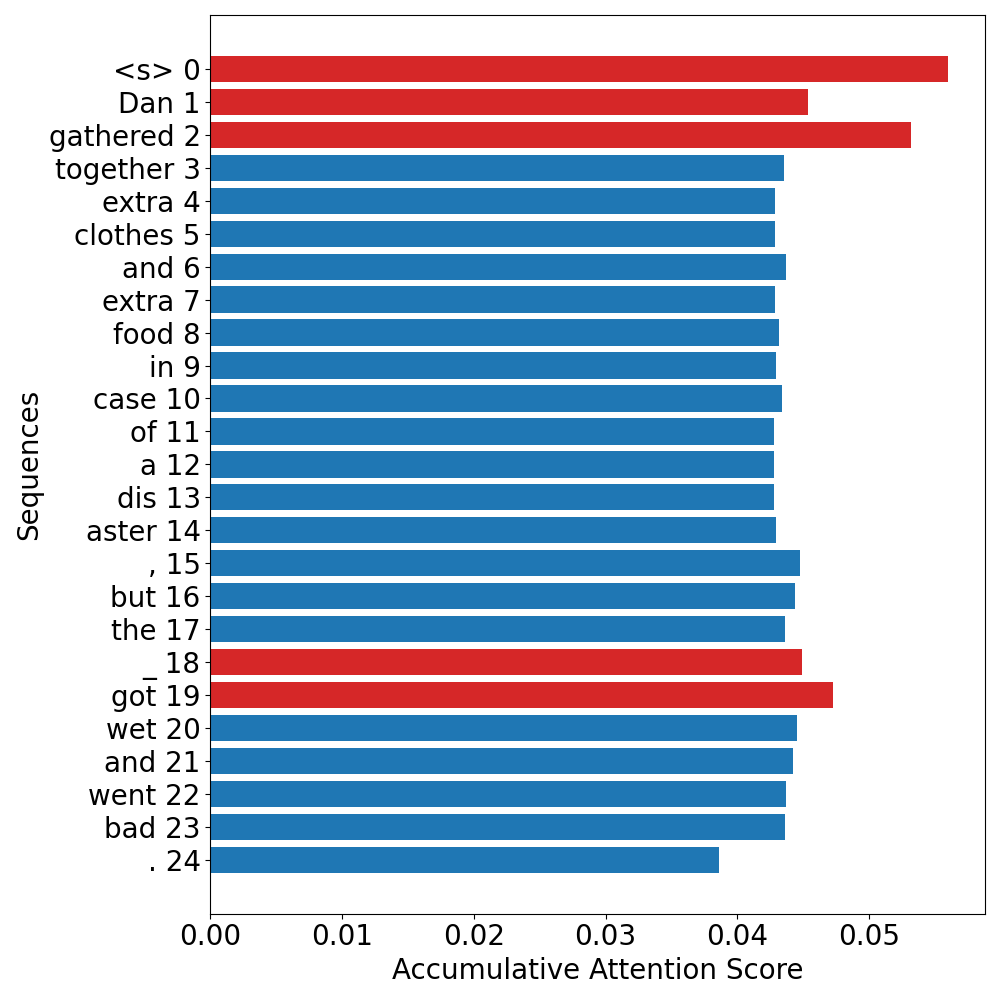 <s> 0
Dan 1
gathered 2
together 3
extra 4
clothes 5
and 6
extra 7
food 8
in 9
case 10
of 11
a 12
dis 13
aster 14
, 15
but 16
the 17
_ 18
got 19
wet 20
and 21
went 22
bad 23
. 24
Sequences
0.00 0.01 0.02 0.03 0.04 0.05
Accumulative Attention Score